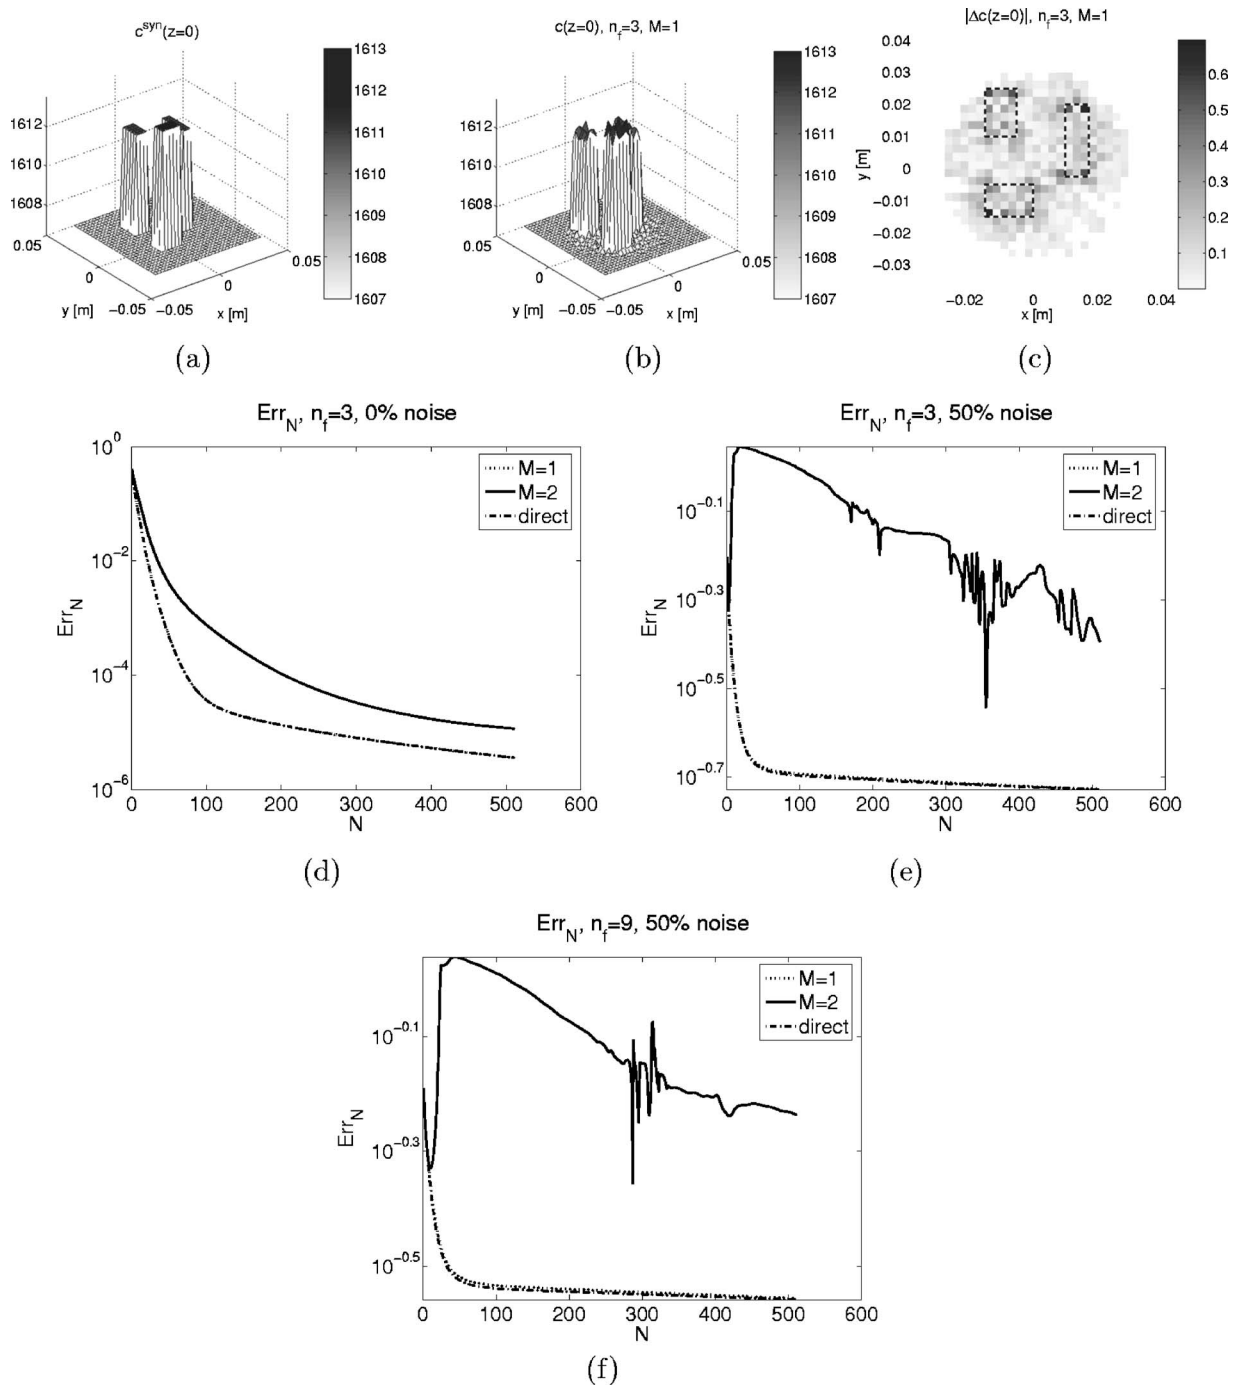 c^syn(z=0)
1612
1610
1608
0.05
0
-0.05
y [m]
-0.05
0
0.05
x [m]
1613
1612
1611
1610
1609
1608
1607
(a)
c(z=0), n_f=3, M=1
1612
1610
1608
0.05
0
-0.05
y [m]
-0.05
0
0.05
x [m]
1613
1612
1611
1610
1609
1608
1607
(b)
|Δc(z=0)|, n_f=3, M=1
0.04
0.03
0.02
0.01
0
-0.01
-0.02
-0.03
y [m]
-0.02
0
0.02
0.04
x [m]
0.6
0.5
0.4
0.3
0.2
0.1
(c)
Err_N, n_f=3, 0% noise
10^0
10^-2
10^-4
10^-6
Err_N
0 100 200 300 400 500 600
N
M=1
M=2
direct
(d)
Err_N, n_f=3, 50% noise
10^-0.1
10^-0.3
10^-0.5
10^-0.7
Err_N
0 100 200 300 400 500 600
N
M=1
M=2
direct
(e)
Err_N, n_f=9, 50% noise
10^-0.1
10^-0.3
10^-0.5
Err_N
0 100 200 300 400 500 600
N
M=1
M=2
direct
(f)